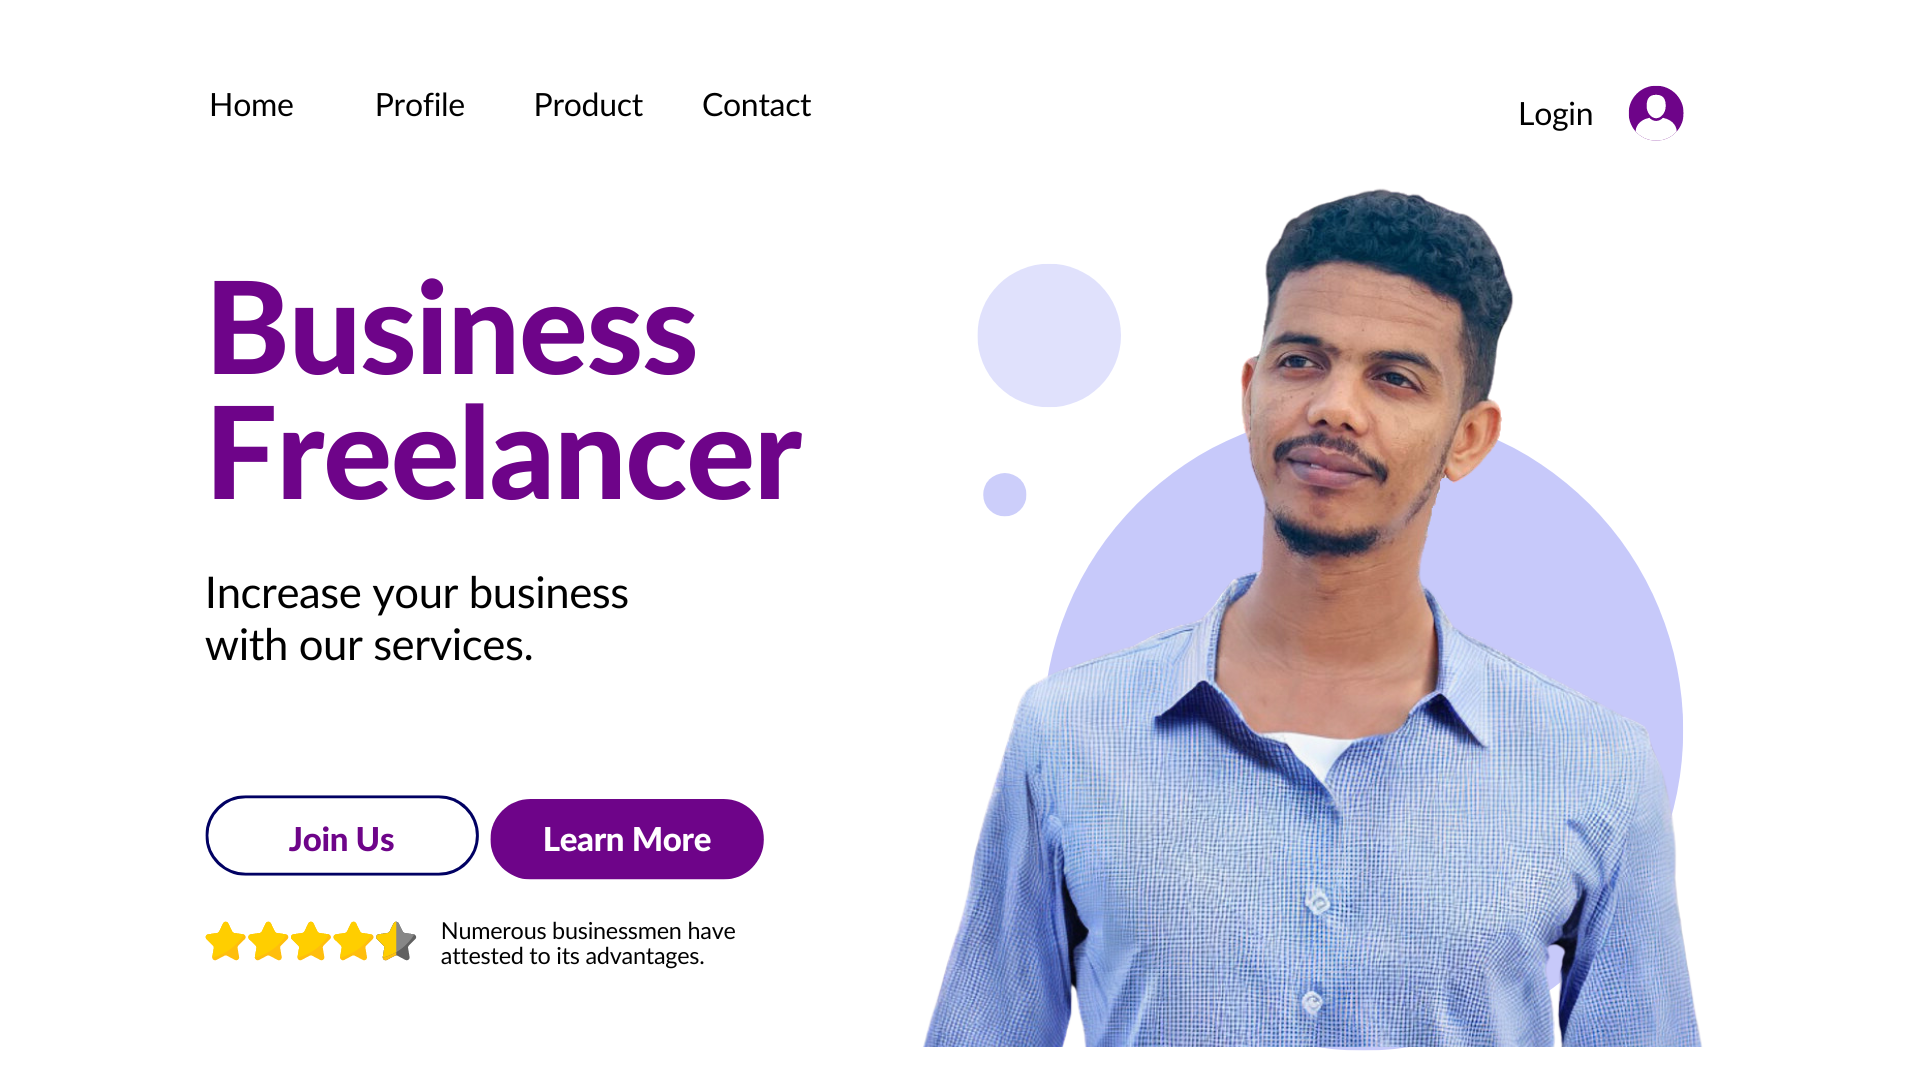 Home Profile Product Contact Login
Business
Freelancer
Increase your business
with our services.
Join Us Learn More
Numerous businessmen have
attested to its advantages.